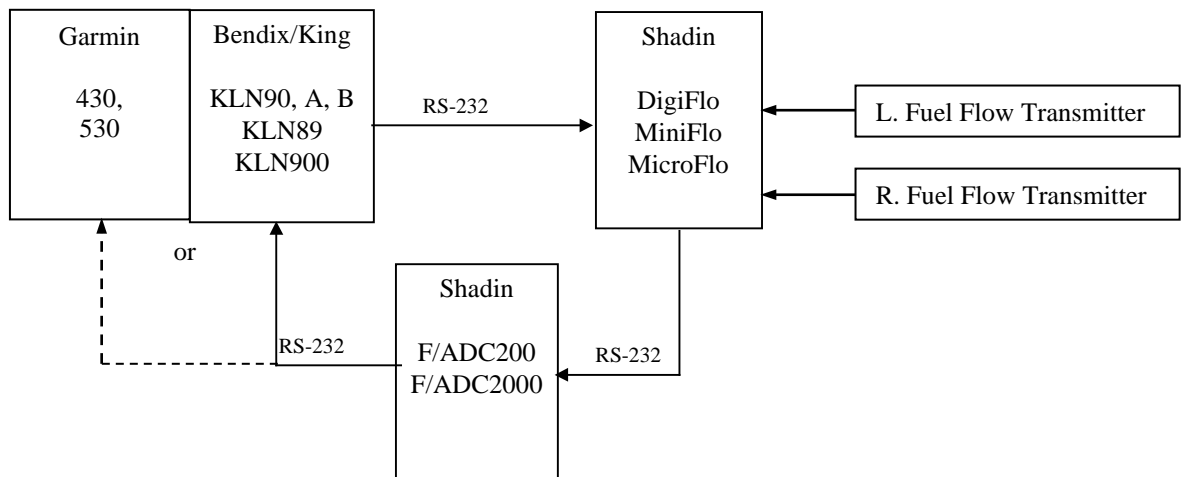 Garmin
430,
530
Bendix/King
KLN90, A, B
KLN89
KLN900
RS-232
Shadin
DigiFlo
MiniFlo
MicroFlo
L. Fuel Flow Transmitter
R. Fuel Flow Transmitter
or
RS-232
Shadin
F/ADC200
F/ADC2000
RS-232